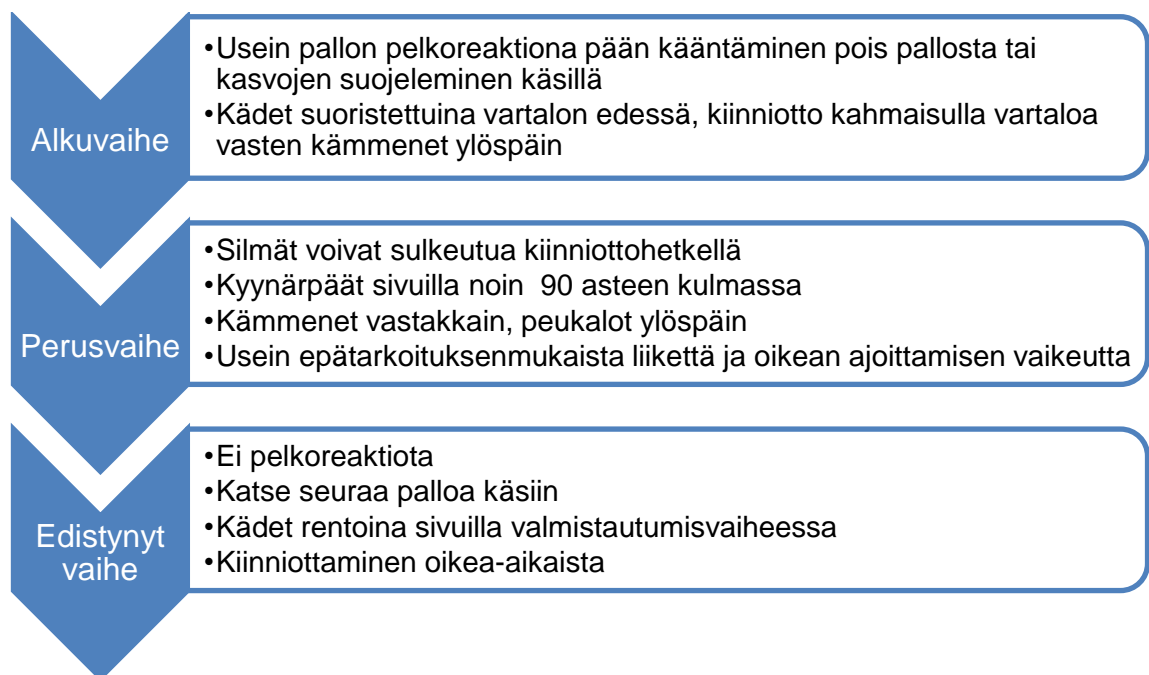 Alkuvaihe
•Usein pallon pelkoreaktiona pään kääntäminen pois pallosta tai
kasvojen suojeleminen käsillä
•Kädet suoristettuina vartalon edessä, kiinniotto kahmaisulla vartaloa
vasten kämmenet ylöspäin
Perusvaihe
•Silmät voivat sulkeutua kiinniottohetkellä
•Kyynärpäät sivuilla noin 90 asteen kulmassa
•Kämmenet vastakkain, peukalot ylöspäin
•Usein epätarkoituksenmukaista liikettä ja oikean ajoittamisen vaikeutta
Edistynyt
vaihe
•Ei pelkoreaktiota
•Katse seuraa palloa käsiin
•Kädet rentoina sivuilla valmistautumisvaiheessa
•Kiinniottaminen oikea-aikaista